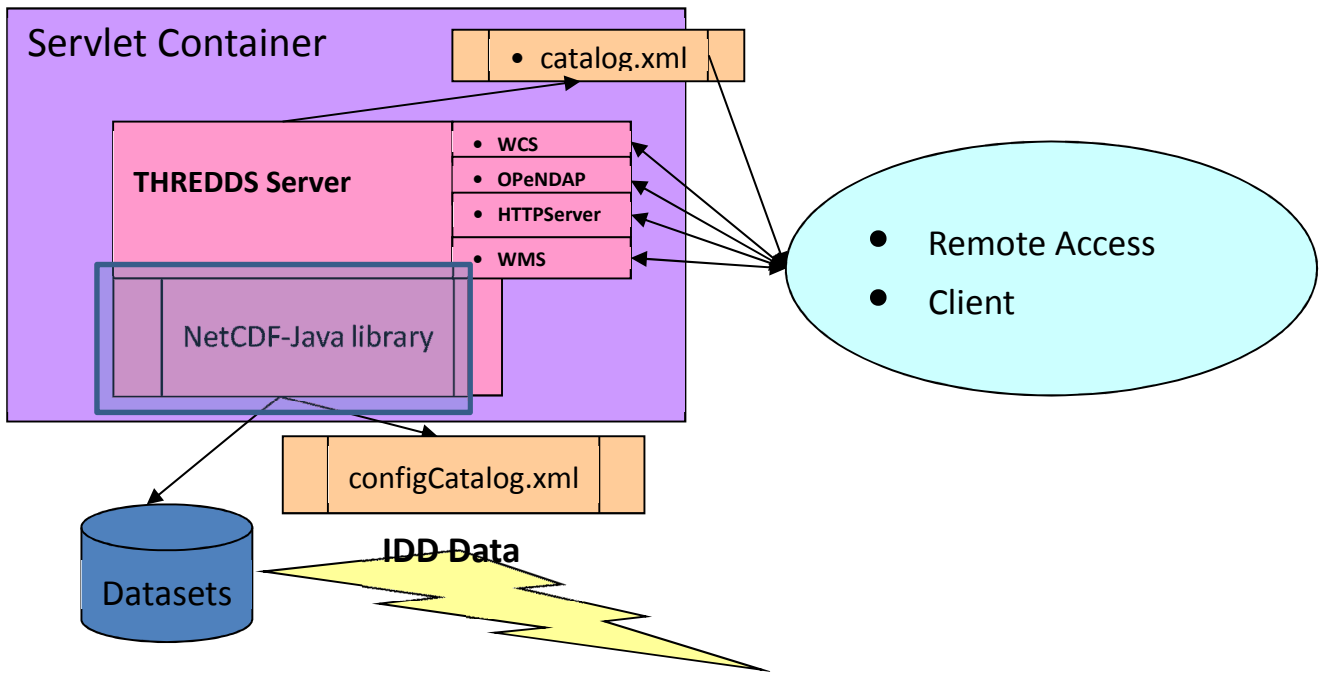 Servlet Container
• catalog.xml
THREDDS Server
• WCS
• OPeNDAP
• HTTPServer
• WMS
NetCDF-Java library
• Remote Access
• Client
configCatalog.xml
IDD Data
Datasets